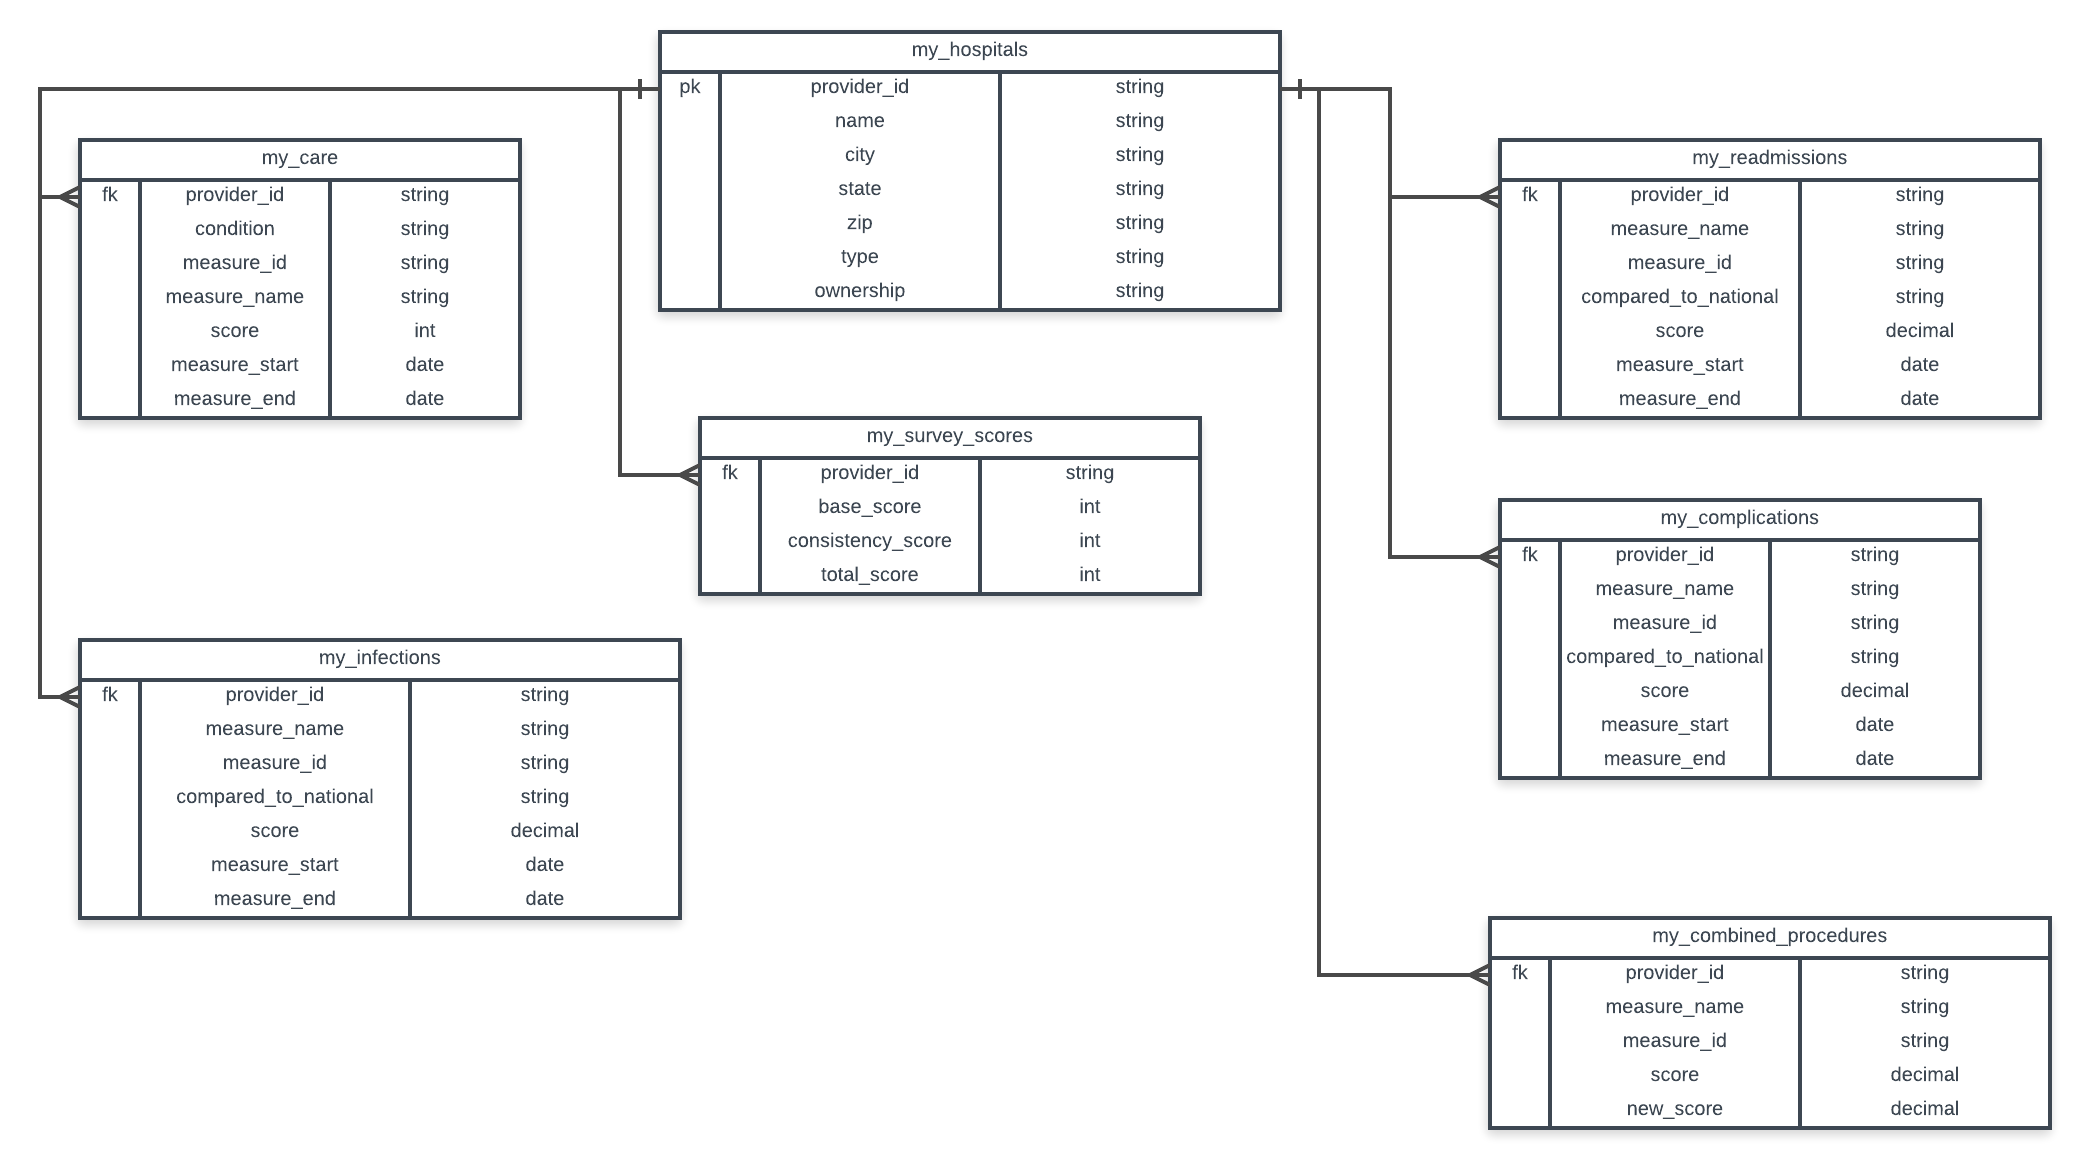 my_hospitals
pk provider_id string
name string
city string
state string
zip string
type string
ownership string
my_care
fk provider_id string
condition string
measure_id string
measure_name string
score int
measure_start date
measure_end date
my_readmissions
fk provider_id string
measure_name string
measure_id string
compared_to_national string
score decimal
measure_start date
measure_end date
my_survey_scores
fk provider_id string
base_score int
consistency_score int
total_score int
my_complications
fk provider_id string
measure_name string
measure_id string
compared_to_national string
score decimal
measure_start date
measure_end date
my_infections
fk provider_id string
measure_name string
measure_id string
compared_to_national string
score decimal
measure_start date
measure_end date
my_combined_procedures
fk provider_id string
measure_name string
measure_id string
score decimal
new_score decimal